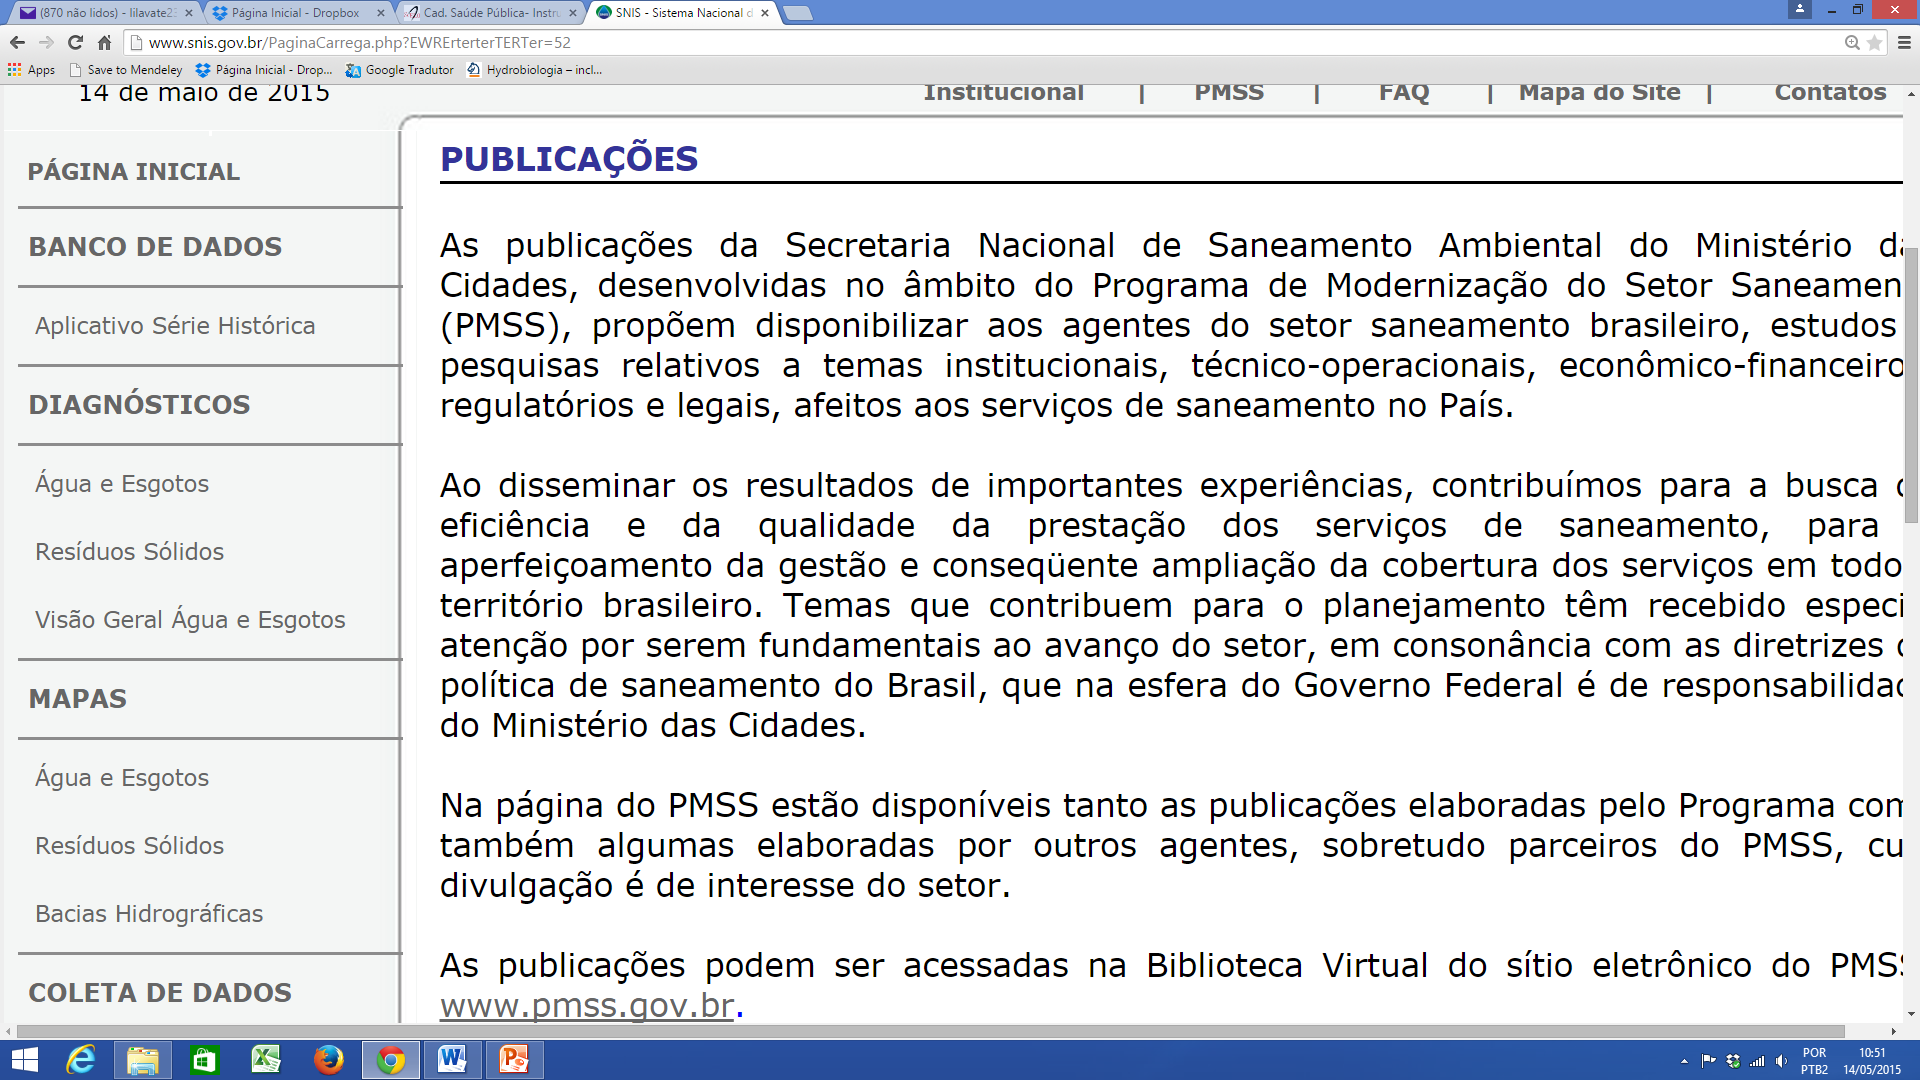 (870 não lidos) - lilavate23
Página Inicial - Dropbox
Cad. Saúde Pública- Instru
SNIS - Sistema Nacional d
www.snis.gov.br/PaginaCarrega.php?EWRErterterTERTer=52
Apps
Save to Mendeley
Página Inicial - Drop...
Google Tradutor
Hydrobiologia – incl...
14 de maio de 2015
Institucional | PMSS | FAQ | Mapa do Site | Contatos
PÁGINA INICIAL
BANCO DE DADOS
Aplicativo Série Histórica
DIAGNÓSTICOS
Água e Esgotos
Resíduos Sólidos
Visão Geral Água e Esgotos
MAPAS
Água e Esgotos
Resíduos Sólidos
Bacias Hidrográficas
COLETA DE DADOS
PUBLICAÇÕES
As publicações da Secretaria Nacional de Saneamento Ambiental do Ministério da
Cidades, desenvolvidas no âmbito do Programa de Modernização do Setor Saneamen
(PMSS), propõem disponibilizar aos agentes do setor saneamento brasileiro, estudos
pesquisas relativos a temas institucionais, técnico-operacionais, econômico-financeiro
regulatórios e legais, afeitos aos serviços de saneamento no País.
Ao disseminar os resultados de importantes experiências, contribuímos para a busca
eficiência e da qualidade da prestação dos serviços de saneamento, para
aperfeiçoamento da gestão e conseqüente ampliação da cobertura dos serviços em todo
território brasileiro. Temas que contribuem para o planejamento têm recebido especi
atenção por serem fundamentais ao avanço do setor, em consonância com as diretrizes
política de saneamento do Brasil, que na esfera do Governo Federal é de responsabilidad
do Ministério das Cidades.
Na página do PMSS estão disponíveis tanto as publicações elaboradas pelo Programa com
também algumas elaboradas por outros agentes, sobretudo parceiros do PMSS, cu
divulgação é de interesse do setor.
As publicações podem ser acessadas na Biblioteca Virtual do sítio eletrônico do PMSS
www.pmss.gov.br.
POR
PTB2
10:51
14/05/2015